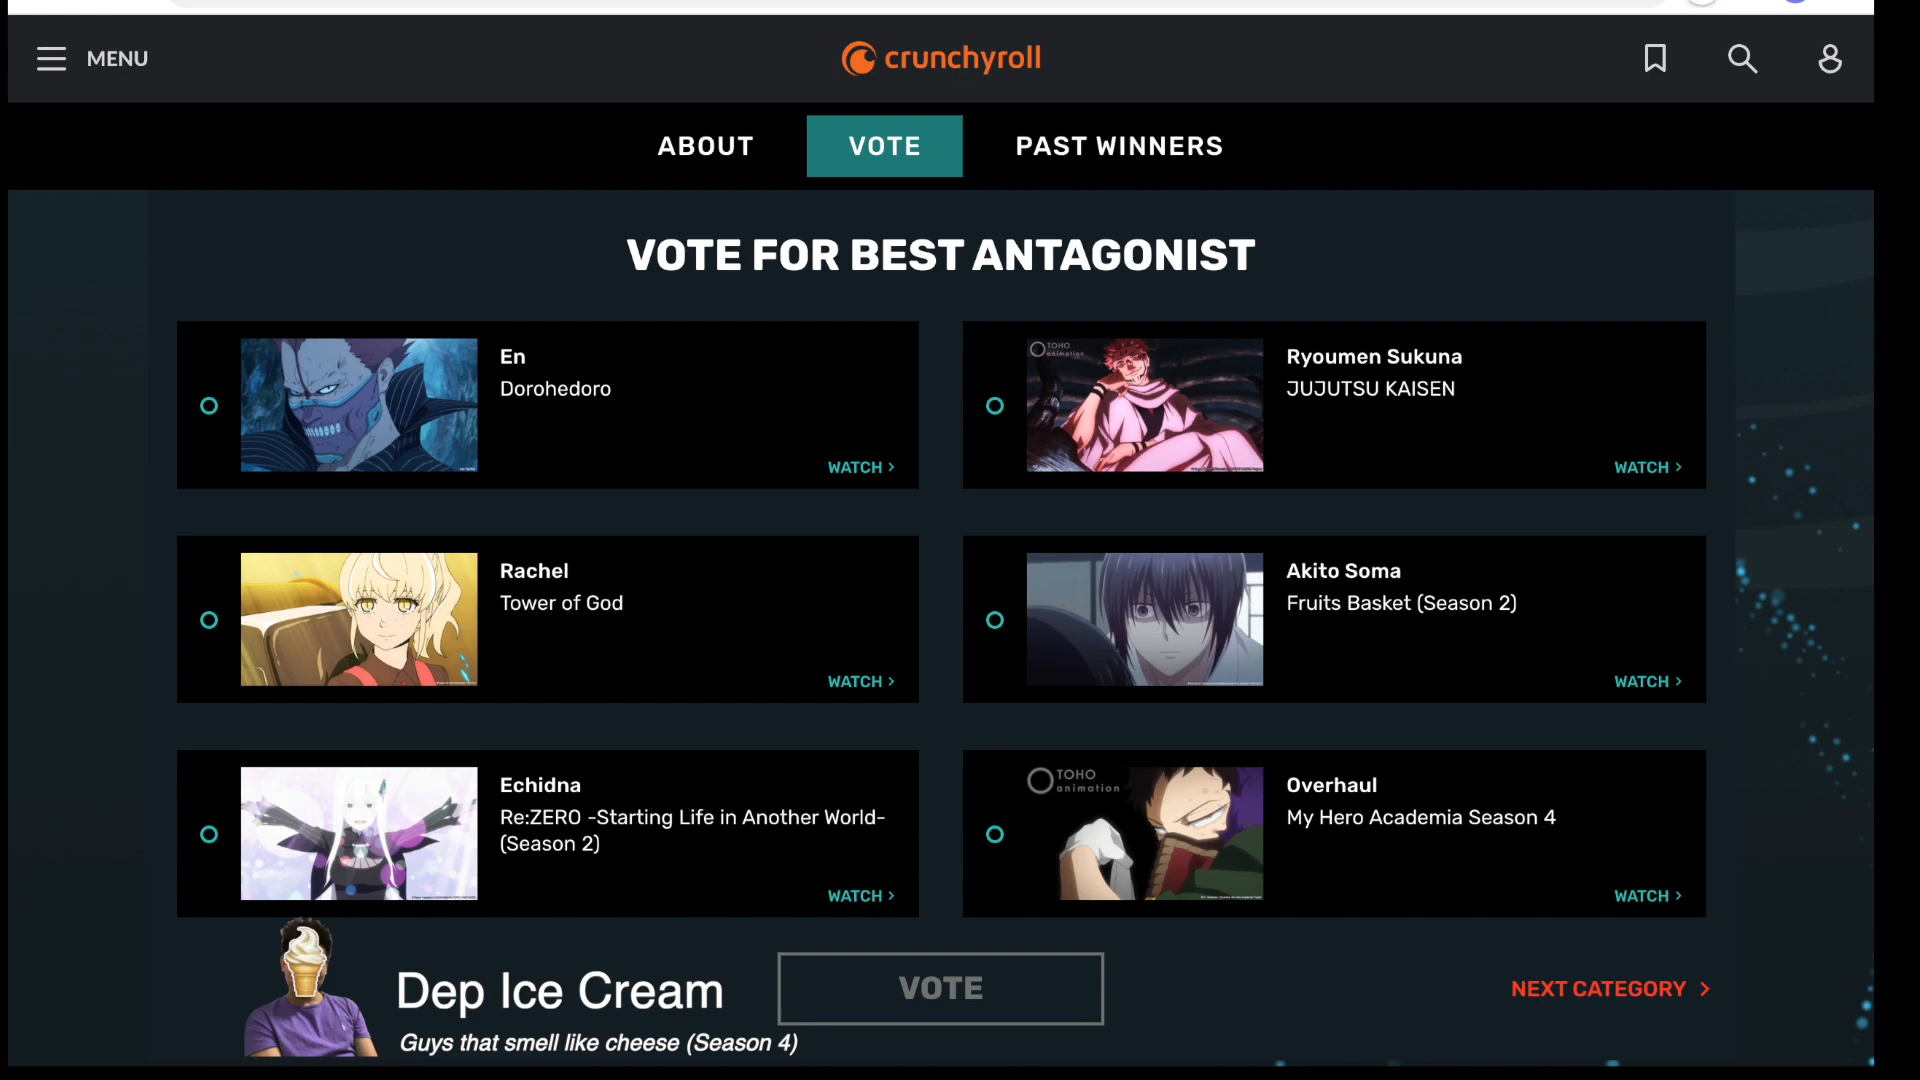 MENU
crunchyroll
ABOUT
VOTE
PAST WINNERS
VOTE FOR BEST ANTAGONIST
En
Dorohedoro
WATCH >
TOHO
animation
Ryoumen Sukuna
JUJUTSU KAISEN
WATCH >
Rachel
Tower of God
WATCH >
Akito Soma
Fruits Basket (Season 2)
WATCH >
Echidna
Re:ZERO -Starting Life in Another World-
(Season 2)
WATCH >
TOHO
animation
Overhaul
My Hero Academia Season 4
WATCH >
Dep Ice Cream
Guys that smell like cheese (Season 4)
VOTE
NEXT CATEGORY >